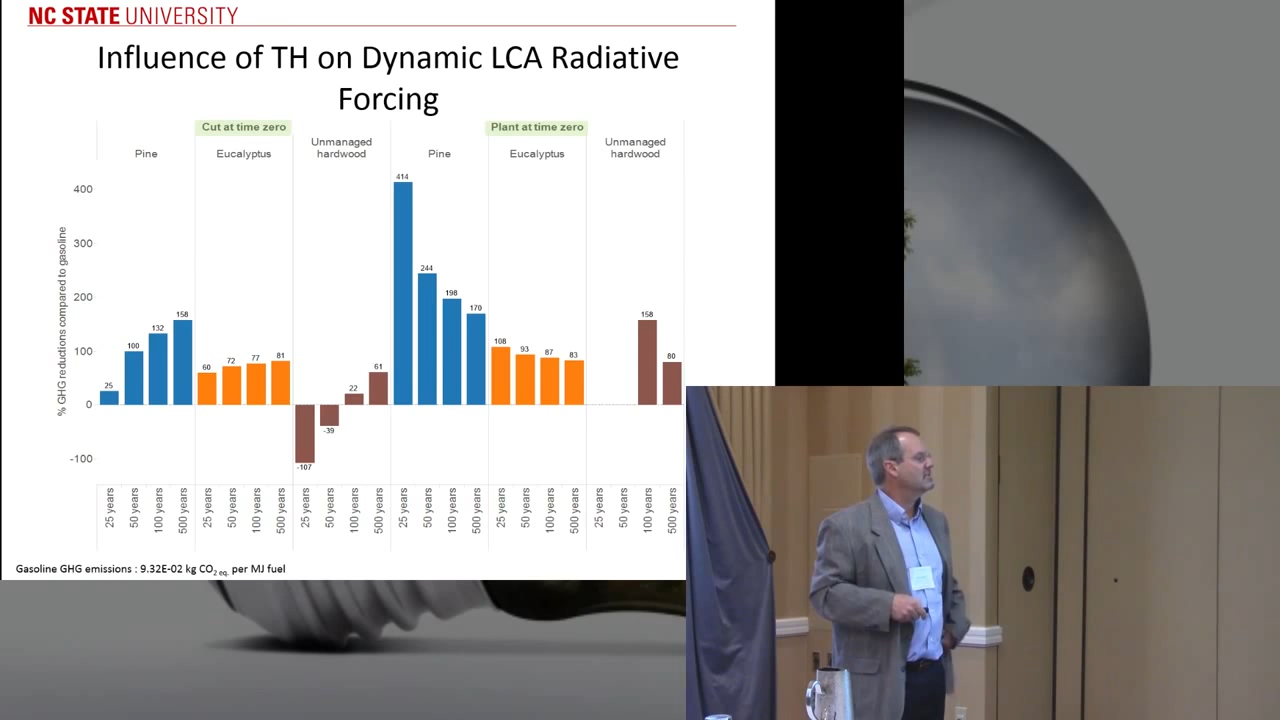 NC STATE UNIVERSITY
Influence of TH on Dynamic LCA Radiative
Forcing
Cut at time zero
Plant at time zero
Pine
Eucalyptus
Unmanaged
hardwood
Pine
Eucalyptus
Unmanaged
hardwood
% GHG reductions compared to gasoline
400
300
200
100
0
-100
25
100
132
158
60
72
77
81
-107
-39
22
61
414
244
198
170
108
93
87
83
158
80
25 years
50 years
100 years
500 years
25 years
50 years
100 years
500 years
25 years
50 years
100 years
500 years
25 years
50 years
100 years
500 years
25 years
50 years
100 years
500 years
25 years
50 years
100 years
500 years
Gasoline GHG emissions : 9.32E-02 kg CO2 eq. per MJ fuel